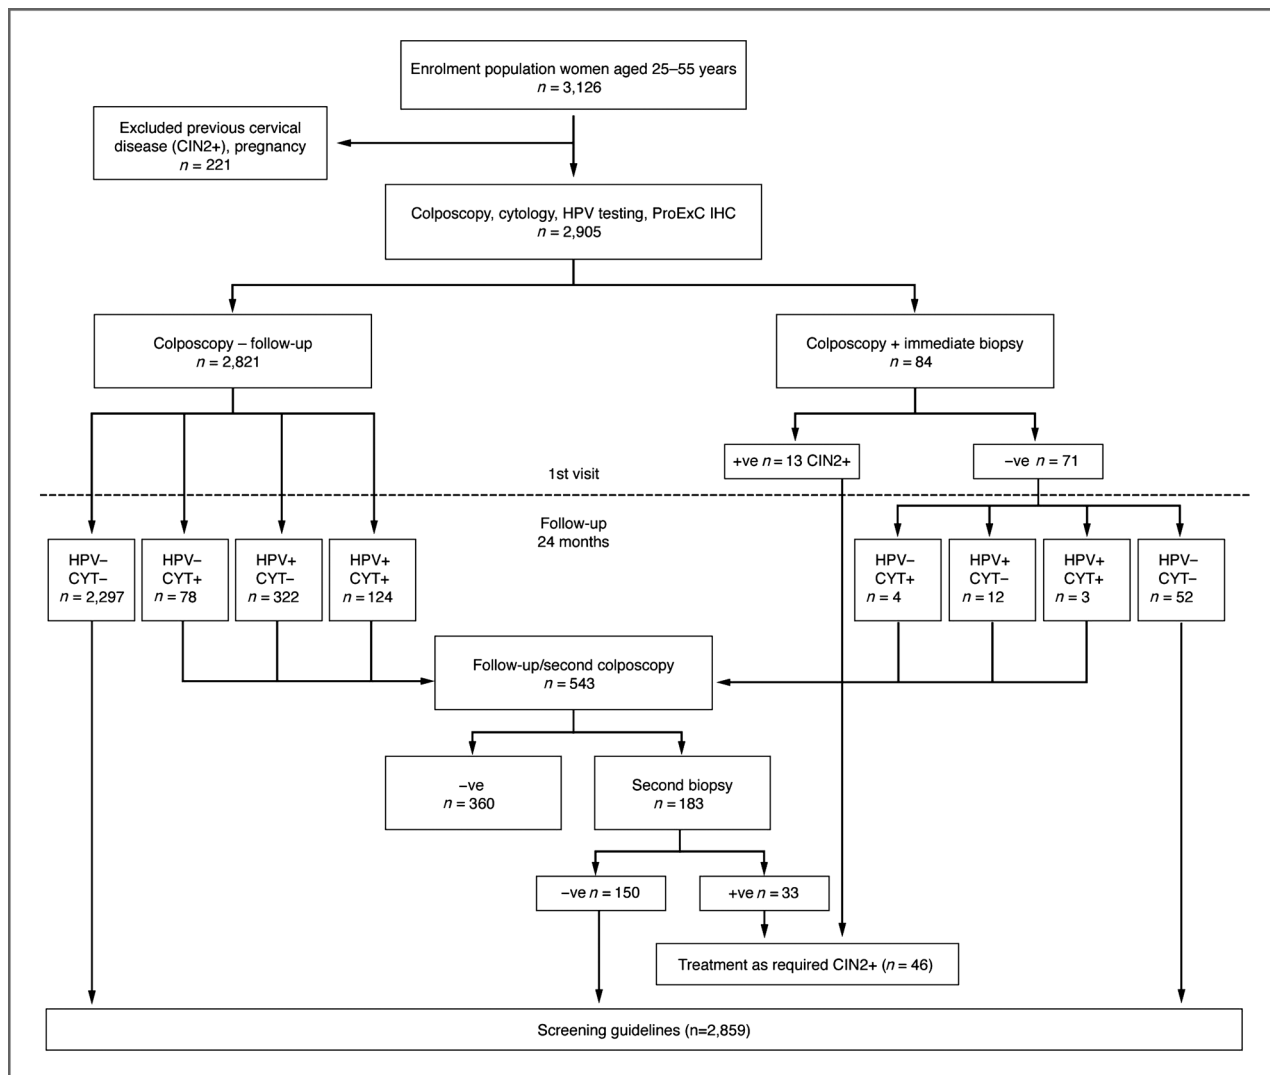 Enrolment population women aged 25–55 years
n = 3,126
Excluded previous cervical
disease (CIN2+), pregnancy
n = 221
Colposcopy, cytology, HPV testing, ProExC IHC
n = 2,905
Colposcopy – follow-up
n = 2,821
Colposcopy + immediate biopsy
n = 84
+ve n = 13 CIN2+
–ve n = 71
1st visit
Follow-up
24 months
HPV–
CYT–
n = 2,297
HPV–
CYT+
n = 78
HPV+
CYT–
n = 322
HPV+
CYT+
n = 124
HPV–
CYT+
n = 4
HPV+
CYT–
n = 12
HPV+
CYT+
n = 3
HPV–
CYT–
n = 52
Follow-up/second colposcopy
n = 543
–ve
n = 360
Second biopsy
n = 183
–ve n = 150
+ve n = 33
Treatment as required CIN2+ (n = 46)
Screening guidelines (n=2,859)